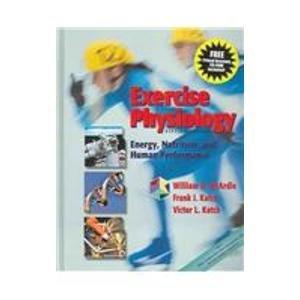 FREE
Exercise
Physiology
Energy, Nutrition, and
Human Performance
William D. McArdle
Frank I. Katch
Victor L. Katch